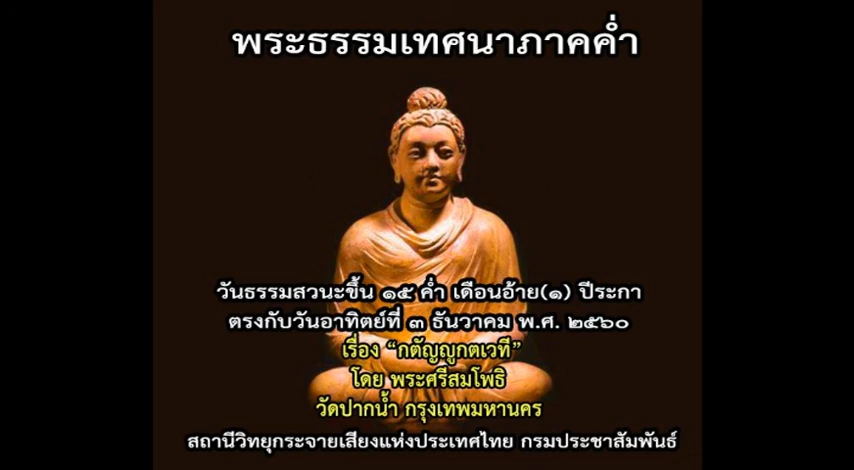 พระธรรมเทศนาภาคค่ำ
วันธรรมสวนะขึ้น ๑๕ ค่ำ เดือนอ้าย(๑) ปีระกา
ตรงกับวันอาทิตย์ที่ ๓ ธันวาคม พ.ศ. ๒๕๖๐
เรื่อง “กตัญญูกตเวที”
โดย พระศรีสมโพธิ
วัดปากน้ำ กรุงเทพมหานคร
สถานีวิทยุกระจายเสียงแห่งประเทศไทย กรมประชาสัมพันธ์